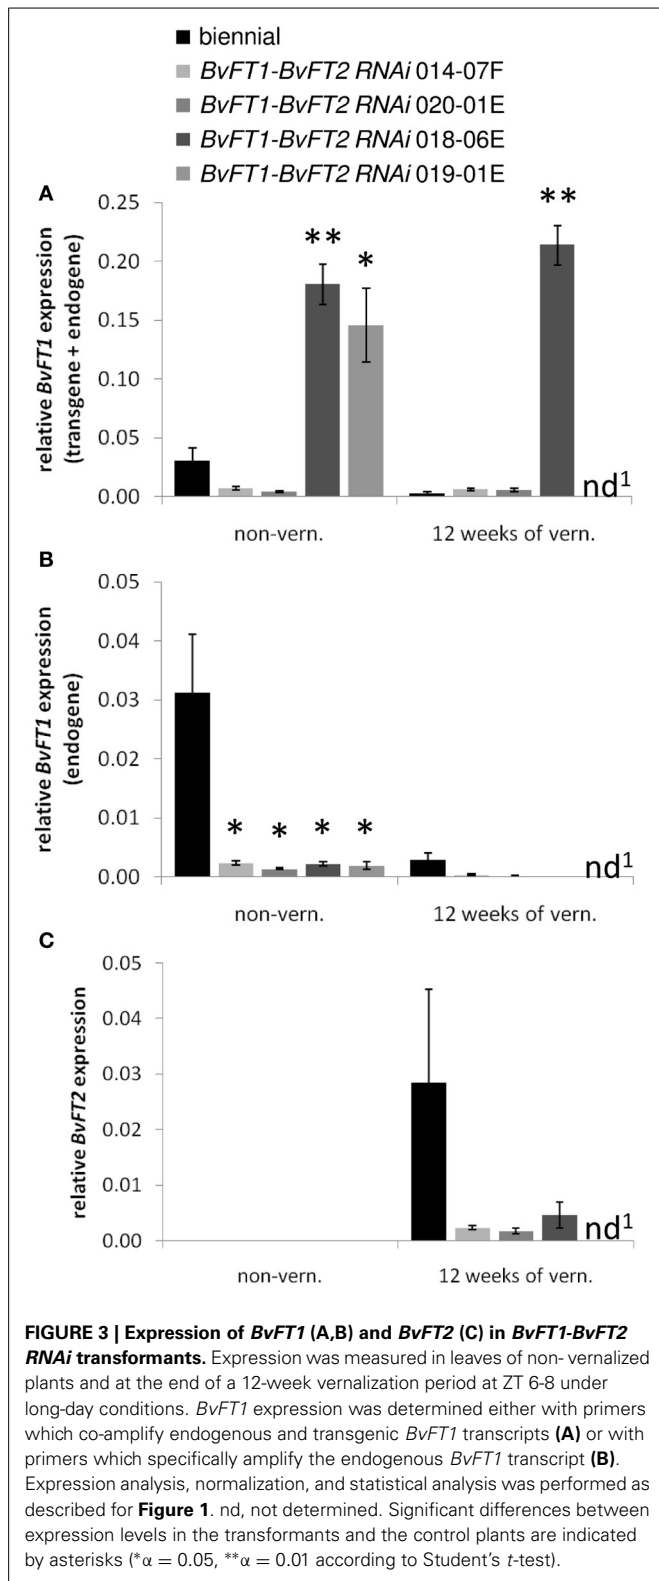 biennial
BvFT1-BvFT2 RNAi 014-07F
BvFT1-BvFT2 RNAi 020-01E
BvFT1-BvFT2 RNAi 018-06E
BvFT1-BvFT2 RNAi 019-01E
A
relative BvFT1 expression
(transgene + endogene)
0.25
0.20
0.15
0.10
0.05
0.00
**
*
**
nd¹
non-vern.
12 weeks of vern.
B
relative BvFT1 expression
(endogene)
0.05
0.04
0.03
0.02
0.01
0.00
*
*
*
*
nd¹
non-vern.
12 weeks of vern.
C
relative BvFT2 expression
0.05
0.04
0.03
0.02
0.01
0.00
nd¹
non-vern.
12 weeks of vern.
FIGURE 3 | Expression of BvFT1 (A,B) and BvFT2 (C) in BvFT1-BvFT2
RNAi transformants. Expression was measured in leaves of non- vernalized
plants and at the end of a 12-week vernalization period at ZT 6-8 under
long-day conditions. BvFT1 expression was determined either with primers
which co-amplify endogenous and transgenic BvFT1 transcripts (A) or with
primers which specifically amplify the endogenous BvFT1 transcript (B).
Expression analysis, normalization, and statistical analysis was performed as
described for Figure 1. nd, not determined. Significant differences between
expression levels in the transformants and the control plants are indicated
by asterisks (*α = 0.05, **α = 0.01 according to Student's t-test).